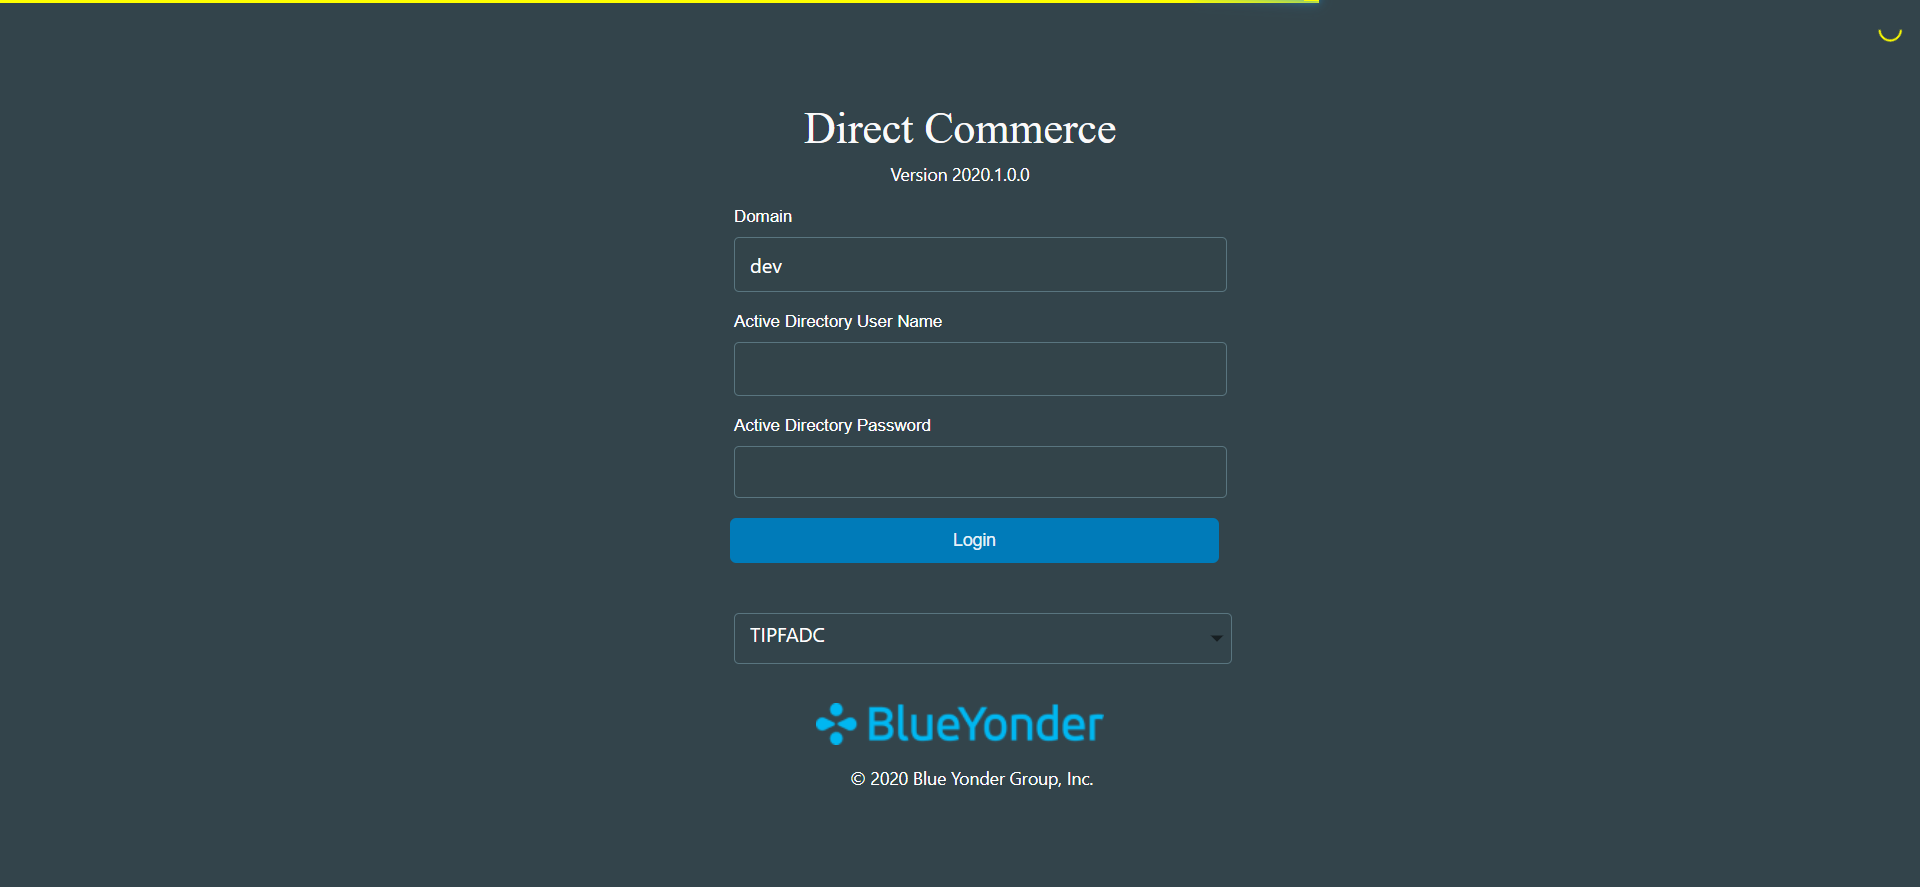 Direct Commerce
Version 2020.1.0.0
Domain
dev
Active Directory User Name
Active Directory Password
Login
TIPFADC
BlueYonder
© 2020 Blue Yonder Group, Inc.